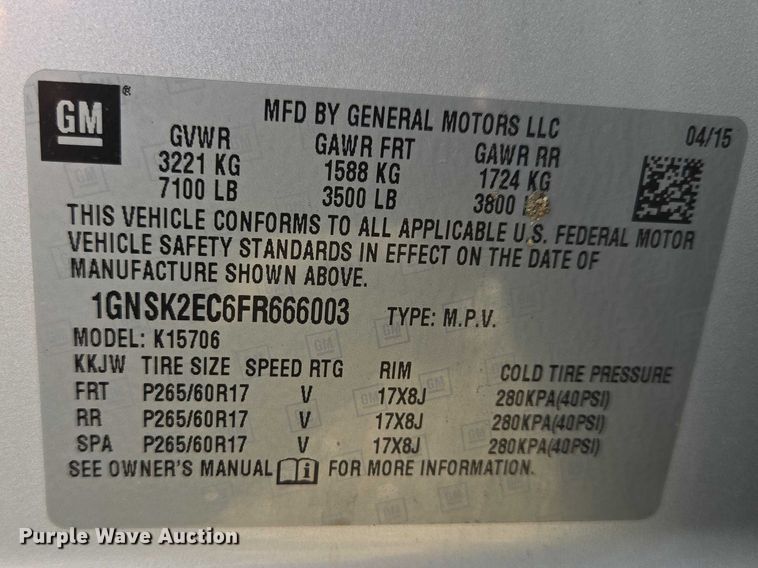 GM ®
MFD BY GENERAL MOTORS LLC 04/15
GVWR GAWR FRT GAWR RR
3221 KG 1588 KG 1724 KG
7100 LB 3500 LB 3800
THIS VEHICLE CONFORMS TO ALL APPLICABLE U.S. FEDERAL MOTOR
VEHICLE SAFETY STANDARDS IN EFFECT ON THE DATE OF
MANUFACTURE SHOWN ABOVE.
1GNSK2EC6FR666003 TYPE: M.P.V.
MODEL: K15706
KKJW TIRE SIZE SPEED RTG RIM COLD TIRE PRESSURE
FRT P265/60R17 V 17X8J 280KPA(40PSI)
RR P265/60R17 V 17X8J 280KPA(40PSI)
SPA P265/60R17 V 17X8J 280KPA(40PSI)
SEE OWNER'S MANUAL i FOR MORE INFORMATION.
Purple Wave Auction